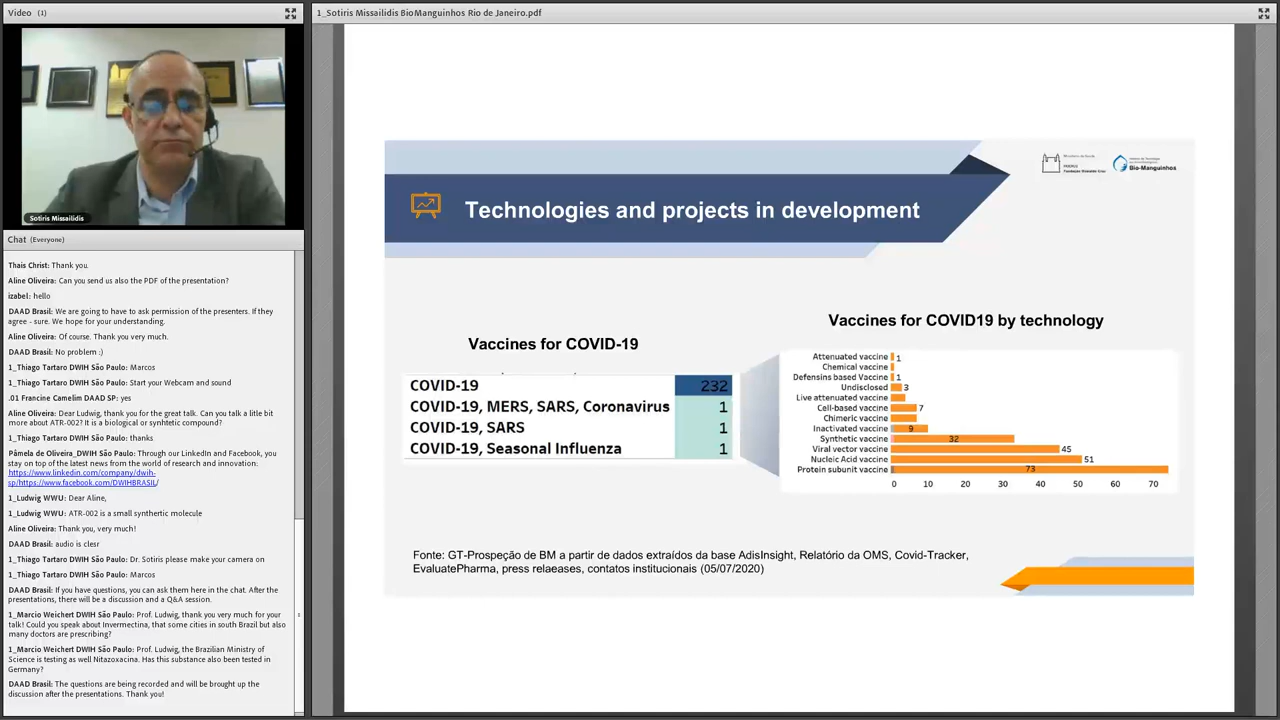 Video (1)
Sotiris Missailidis
Chat (Everyone)
Thais Christ: Thank you.
Aline Oliveira: Can you send us also the PDF of the presentation?
izabel: hello
DAAD Brasil: We are going to have to ask permission of the presenters. If they
agree - sure. We hope for your understanding.
Aline Oliveira: Of course. Thank you very much.
DAAD Brasil: No problem :)
1_Thiago Tartaro DWIH São Paulo: Marcos
1_Thiago Tartaro DWIH São Paulo: Start your Webcam and sound
.01 Francine Camelim DAAD SP: yes
Aline Oliveira: Dear Ludwig, thank you for the great talk. Can you talk a litle bit
more about ATR-002? It is a biological or synhtetic compound?
1_Thiago Tartaro DWIH São Paulo: thanks
Pâmela de Oliveira_DWIH São Paulo: Through our LinkedIn and Facebook, you
stay on top of the latest news from the world of research and innovation:
https://www.linkedin.com/company/dwih-
sp/https://www.facebook.com/DWIHBRASIL/
1_Ludwig WWU: Dear Aline,
1_Ludwig WWU: ATR-002 is a small synthertic molecule
Aline Oliveira: Thank you, very much!
DAAD Brasil: audio is clesr
1_Thiago Tartaro DWIH São Paulo: Dr. Sotiris please make your camera on
1_Thiago Tartaro DWIH São Paulo: Marcos
DAAD Brasil: If you have questions, you can ask them here in the chat. After the
presentations, there will be a discussion and a Q&A session.
1_Marcio Weichert DWIH São Paulo: Prof. Ludwig, thank you very much for your
talk! Could you speak about Invermectina, that some cities in south Brazil but also
many doctors are prescribing?
1_Marcio Weichert DWIH São Paulo: Prof. Ludwig, the Brazilian Ministry of
Science is testing as well Nitazoxacina. Has this substance also been tested in
Germany?
DAAD Brasil: The questions are being recorded and will be brought up the
discussion after the presentations. Thank you!
1_Sotiris Missailidis BioManguinhos Rio de Janeiro.pdf
Bio-Manguinhos
Technologies and projects in development
Vaccines for COVID-19
COVID-19 232
COVID-19, MERS, SARS, Coronavirus 1
COVID-19, SARS 1
COVID-19, Seasonal Influenza 1
Vaccines for COVID19 by technology
Attenuated vaccine 1
Chemical vaccine
Defensins based Vaccine 1
Undisclosed 3
Live attenuated vaccine
Cell-based vaccine 7
Chimeric vaccine
Inactivated vaccine 9
Synthetic vaccine 32
Viral vector vaccine 45
Nucleic Acid vaccine 51
Protein subunit vaccine 73
0 10 20 30 40 50 60 70
Fonte: GT-Prospeção de BM a partir de dados extraídos da base AdisInsight, Relatório da OMS, Covid-Tracker,
EvaluatePharma, press relaeases, contatos institucionais (05/07/2020)